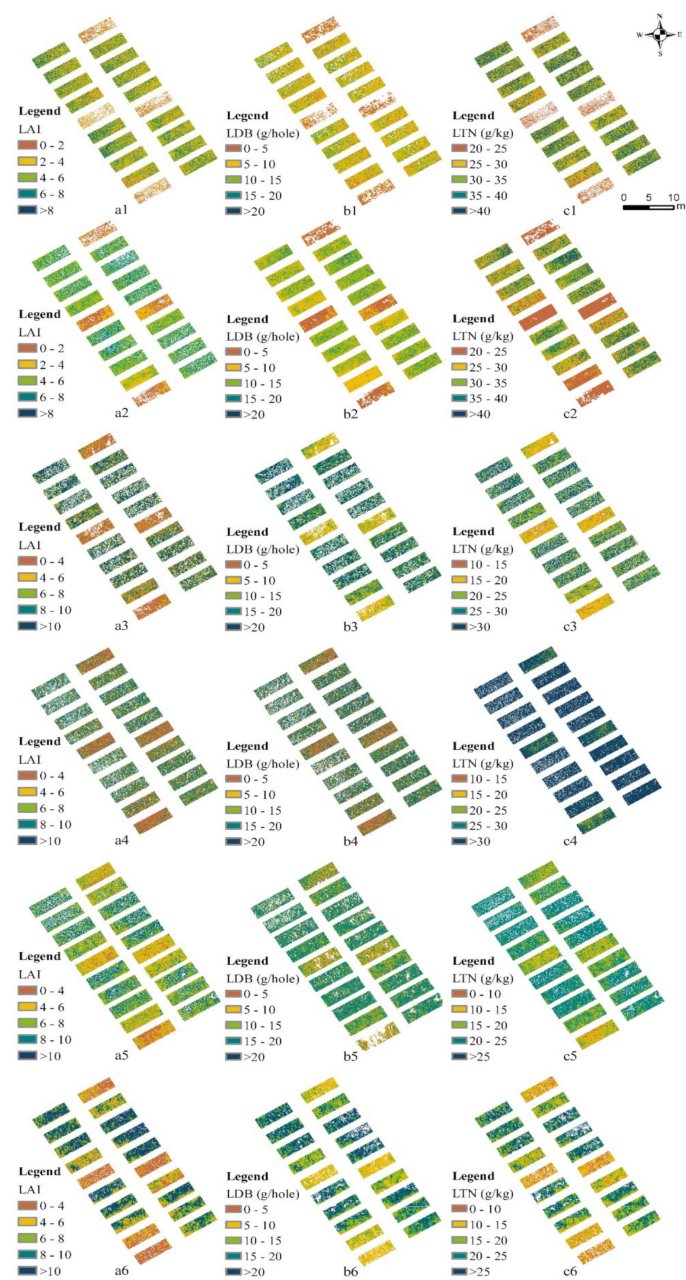 N
W E
S
Legend
LAI
0 - 2
2 - 4
4 - 6
6 - 8
>8
a1
Legend
LDB (g/hole)
0 - 5
5 - 10
10 - 15
15 - 20
>20
b1
Legend
LTN (g/kg)
20 - 25
25 - 30
30 - 35
35 - 40
>40
c1
0 5 10
m
Legend
LAI
0 - 2
2 - 4
4 - 6
6 - 8
>8
a2
Legend
LDB (g/hole)
0 - 5
5 - 10
10 - 15
15 - 20
>20
b2
Legend
LTN (g/kg)
20 - 25
25 - 30
30 - 35
35 - 40
>40
c2
Legend
LAI
0 - 4
4 - 6
6 - 8
8 - 10
>10
a3
Legend
LDB (g/hole)
0 - 5
5 - 10
10 - 15
15 - 20
>20
b3
Legend
LTN (g/kg)
10 - 15
15 - 20
20 - 25
25 - 30
>30
c3
Legend
LAI
0 - 4
4 - 6
6 - 8
8 - 10
>10
a4
Legend
LDB (g/hole)
0 - 5
5 - 10
10 - 15
15 - 20
>20
b4
Legend
LTN (g/kg)
10 - 15
15 - 20
20 - 25
25 - 30
>30
c4
Legend
LAI
0 - 4
4 - 6
6 - 8
8 - 10
>10
a5
Legend
LDB (g/hole)
0 - 5
5 - 10
10 - 15
15 - 20
>20
b5
Legend
LTN (g/kg)
0 - 10
10 - 15
15 - 20
20 - 25
>25
c5
Legend
LAI
0 - 4
4 - 6
6 - 8
8 - 10
>10
a6
Legend
LDB (g/hole)
0 - 5
5 - 10
10 - 15
15 - 20
>20
b6
Legend
LTN (g/kg)
0 - 10
10 - 15
15 - 20
20 - 25
>25
c6